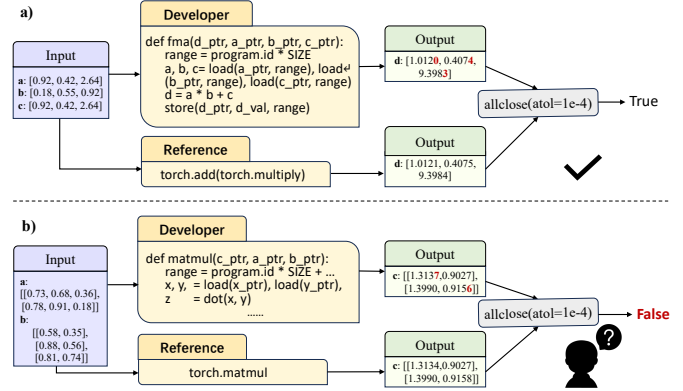 a)
Developer
Input
a: [0.92, 0.42, 2.64]
b: [0.18, 0.55, 0.92]
c: [0.92, 0.42, 2.64]
def fma(d_ptr, a_ptr, b_ptr, c_ptr):
range = program.id * SIZE
a, b, c= load(a_ptr, range), load↵
(b_ptr, range), load(c_ptr, range)
d = a * b + c
store(d_ptr, d_val, range)
Output
d: [1.0120, 0.4074,
9.3983]
allclose(atol=1e-4)
True
Reference
torch.add(torch.multiply)
Output
d: [1.0121, 0.4075,
9.3984]
b)
Developer
Input
a:
[[0.73, 0.68, 0.36],
[0.78, 0.91, 0.18]]
b:
[[0.58, 0.35],
[0.88, 0.56],
[0.81, 0.74]]
def matmul(c_ptr, a_ptr, b_ptr):
range = program.id * SIZE + ...
x, y, = load(x_ptr), load(y_ptr),
z = dot(x, y)
......
Output
c: [[1.3137,0.9027],
[1.3990, 0.9156]]
allclose(atol=1e-4)
False
?
Reference
torch.matmul
Output
c: [[1.3134,0.9027],
[1.3990, 0.9158]]